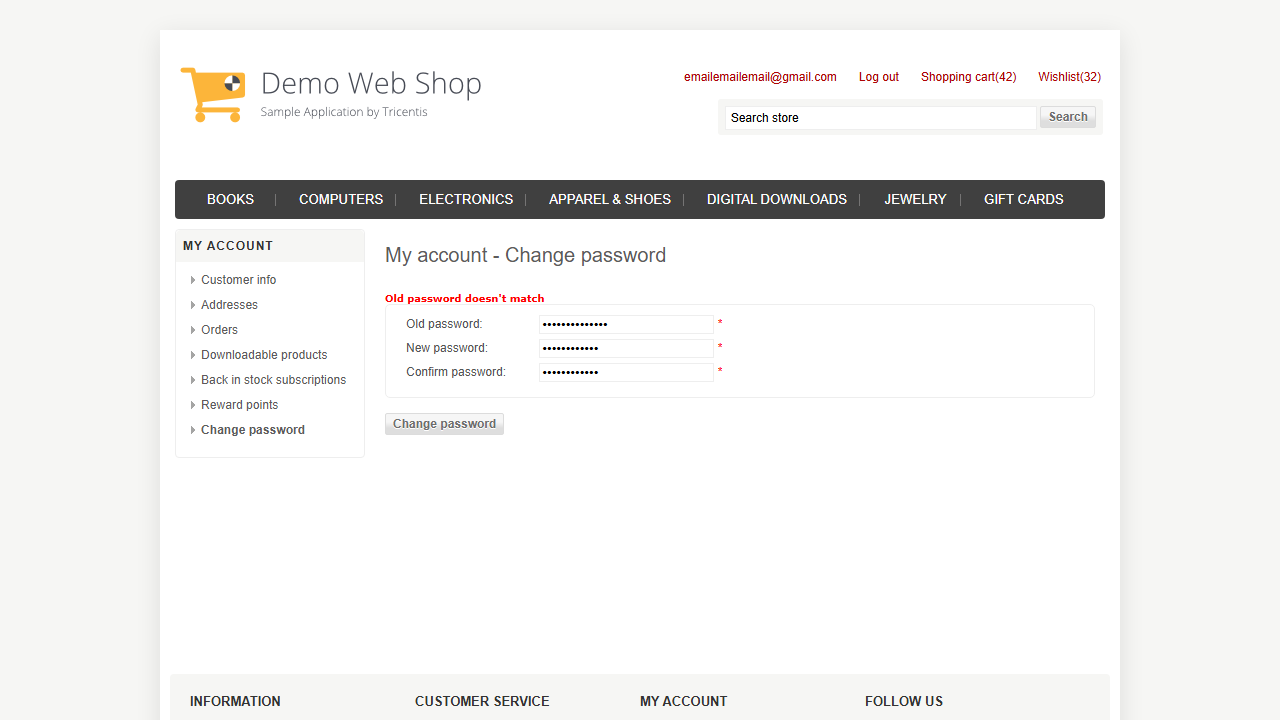 Demo Web Shop
Sample Application by Tricentis
emailemailemail@gmail.com Log out Shopping cart(42) Wishlist(32)
Search store Search
BOOKS COMPUTERS ELECTRONICS APPAREL & SHOES DIGITAL DOWNLOADS JEWELRY GIFT CARDS
MY ACCOUNT
Customer info
Addresses
Orders
Downloadable products
Back in stock subscriptions
Reward points
Change password
My account - Change password
Old password doesn't match
Old password: •••••••••••••• *
New password: •••••••••••• *
Confirm password: •••••••••••• *
Change password
INFORMATION CUSTOMER SERVICE MY ACCOUNT FOLLOW US